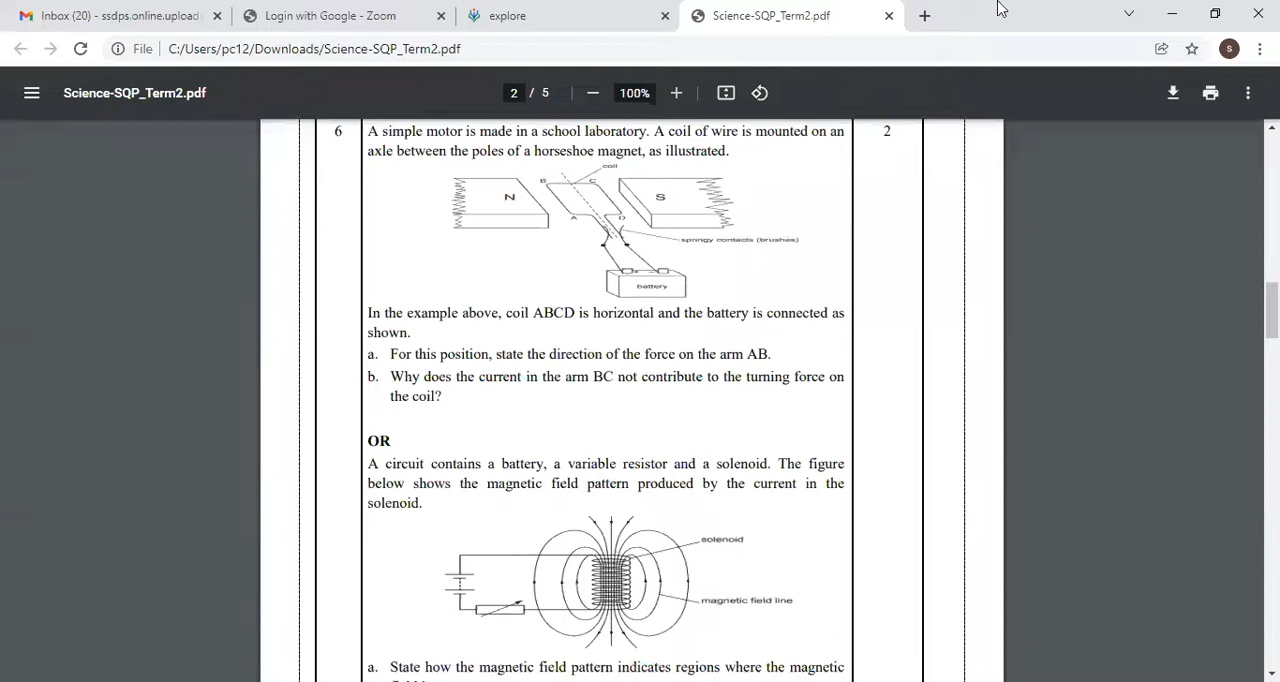 Inbox (20) - ssdps.online.upload
Login with Google - Zoom
explore
Science-SQP_Term2.pdf
File
C:/Users/pc12/Downloads/Science-SQP_Term2.pdf
S
Science-SQP_Term2.pdf
2 / 5
100%
6
A simple motor is made in a school laboratory. A coil of wire is mounted on an
2
axle between the poles of a horseshoe magnet, as illustrated.
coil
B
C
N
S
A
D
springy contacts (brushes)
battery
In the example above, coil ABCD is horizontal and the battery is connected as
shown.
a. For this position, state the direction of the force on the arm AB.
b. Why does the current in the arm BC not contribute to the turning force on
the coil?
OR
A circuit contains a battery, a variable resistor and a solenoid. The figure
below shows the magnetic field pattern produced by the current in the
solenoid.
solenoid
magnetic field line
a. State how the magnetic field pattern indicates regions where the magnetic